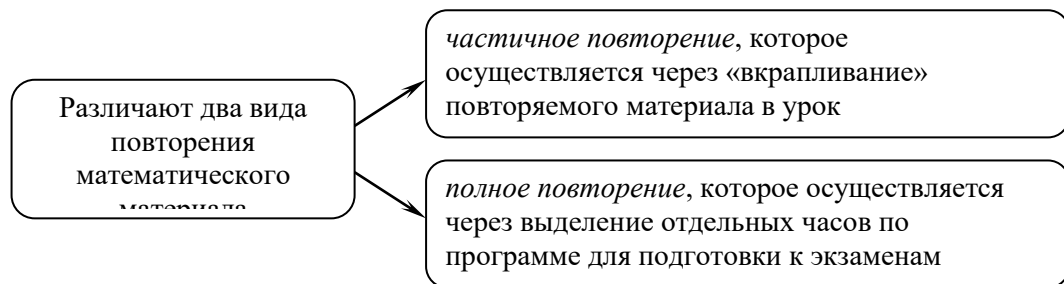 Различают два вида
повторения
математического
материала
частичное повторение, которое
осуществляется через «вкрапливание»
повторяемого материала в урок
полное повторение, которое осуществляется
через выделение отдельных часов по
программе для подготовки к экзаменам